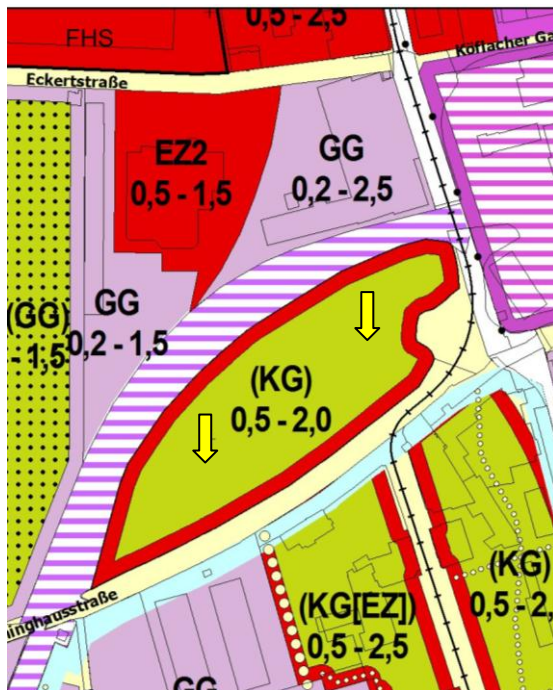 0,5 - 2,5
FHS
Köflacher Ga
Eckertstraße
EZ2
0,5 - 1,5
GG
0,2 - 2,5
(GG)
- 1,5
GG
0,2 - 1,5
(KG)
0,5 - 2,0
(KG)
0,5 - 2,
(KG[EZ])
0,5 - 2,5
inghausstraße
GG